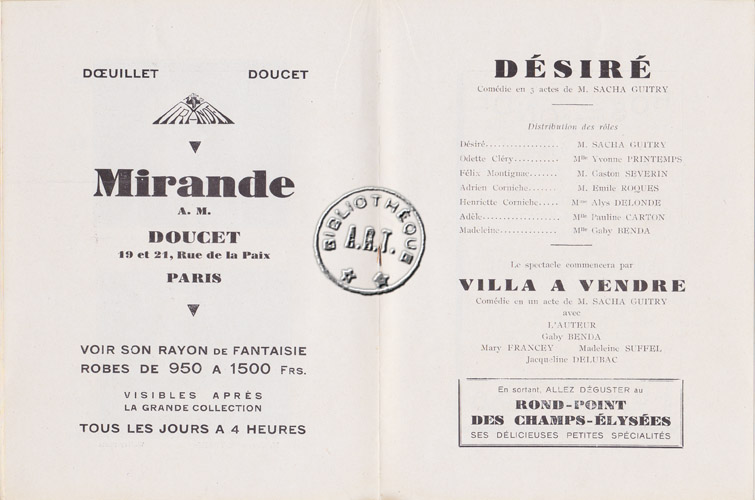 DŒUILLET DOUCET
MIRANDE
Mirande
A. M.
DOUCET
19 et 21, Rue de la Paix
PARIS
VOIR SON RAYON DE FANTAISIE
ROBES DE 950 A 1500 FRS.
VISIBLES APRÈS
LA GRANDE COLLECTION
TOUS LES JOURS A 4 HEURES
BIBLIOTHÈQUE
A.R.T.
DÉSIRÉ
Comédie en 3 actes de M. SACHA GUITRY
Distribution des rôles
Désiré.................. M. SACHA GUITRY
Odette Cléry........... Mlle Yvonne PRINTEMPS
Félix Montignac....... M. Gaston SEVERIN
Adrien Corniche....... M. Emile ROQUES
Henriette Corniche..... Mme Alys DELONDE
Adèle................... Mlle Pauline CARTON
Madeleine.............. Mlle Gaby BENDA
Le spectacle commencera par
VILLA A VENDRE
Comédie en un acte de M. SACHA GUITRY
avec
L'AUTEUR
Gaby BENDA
Mary FRANCEY Madeleine SUFFEL
Jacqueline DELUBAC
En sortant, ALLEZ DÉGUSTER au
ROND-POINT
DES CHAMPS-ÉLYSÉES
SES DÉLICIEUSES PETITES SPÉCIALITÉS